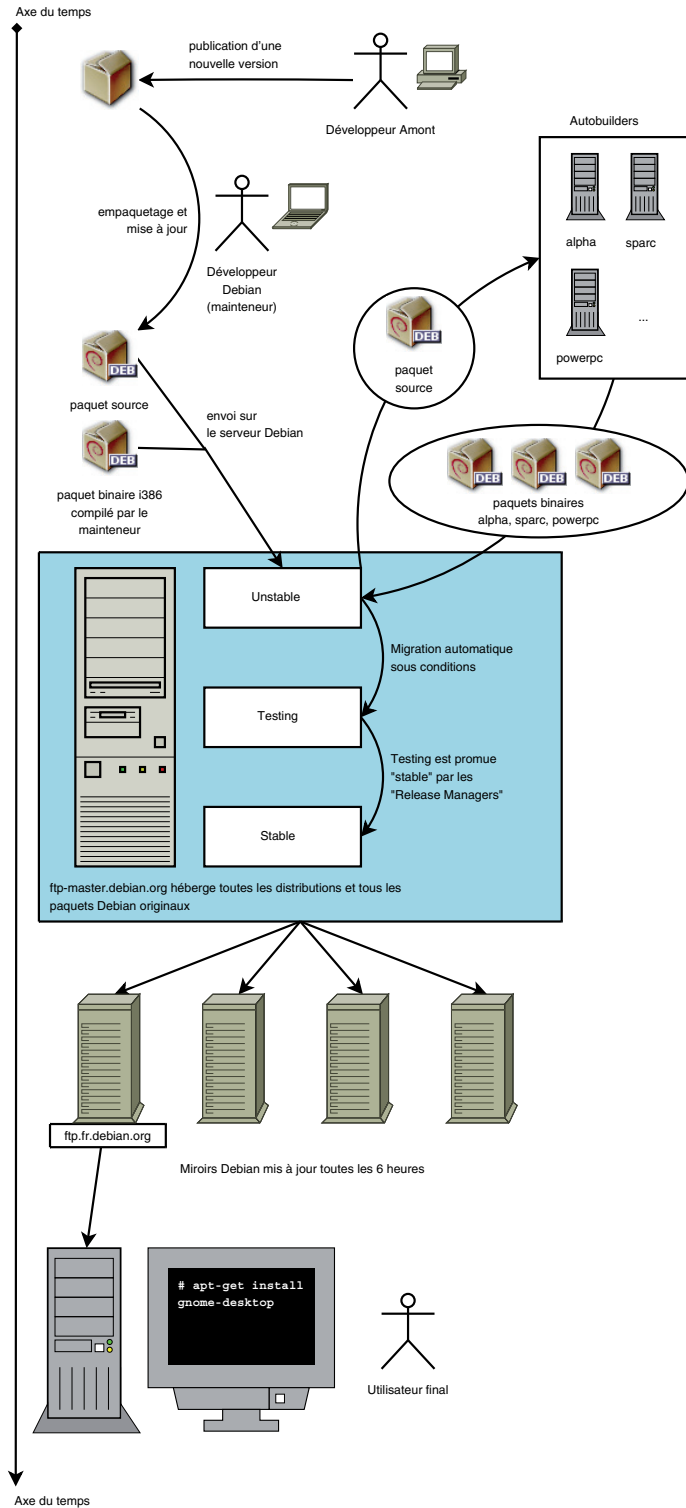 Axe du temps
publication d'une
nouvelle version
Développeur Amont
Autobuilders
alpha
sparc
powerpc
...
empaquetage et
mise à jour
Développeur
Debian
(mainteneur)
DEB
paquet
source
DEB
paquet source
envoi sur
le serveur Debian
DEB
paquet binaire i386
compilé par le
mainteneur
DEB
DEB
DEB
paquets binaires
alpha, sparc, powerpc
Unstable
Migration automatique
sous conditions
Testing
Testing est promue
"stable" par les
"Release Managers"
Stable
ftp-master.debian.org héberge toutes les distributions et tous les
paquets Debian originaux
ftp.fr.debian.org
Miroirs Debian mis à jour toutes les 6 heures
# apt-get install
gnome-desktop
Utilisateur final
Axe du temps